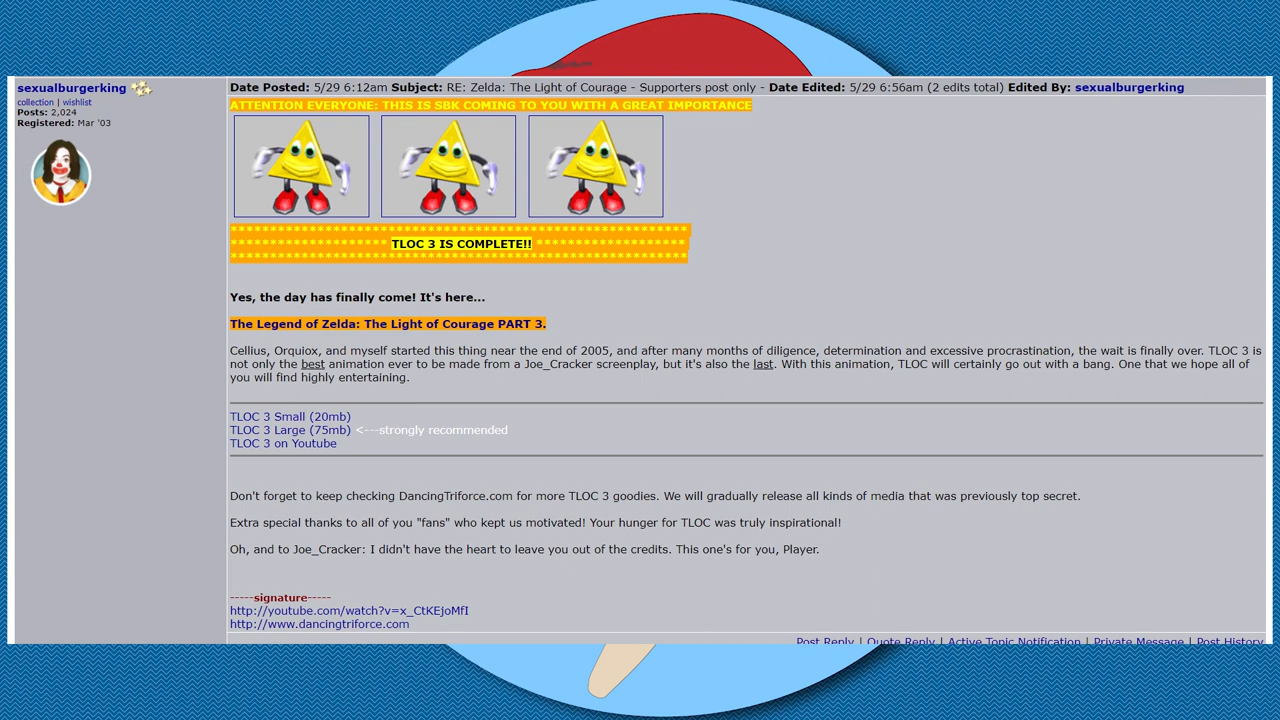 sexualburgerking
collection | wishlist
Posts: 2,024
Registered: Mar '03
Date Posted: 5/29 6:12am Subject: RE: Zelda: The Light of Courage - Supporters post only - Date Edited: 5/29 6:56am (2 edits total) Edited By: sexualburgerking
ATTENTION EVERYONE: THIS IS SBK COMING TO YOU WITH A GREAT IMPORTANCE
TLOC 3 IS COMPLETE!!
Yes, the day has finally come! It's here...
The Legend of Zelda: The Light of Courage PART 3.
Cellius, Orquiox, and myself started this thing near the end of 2005, and after many months of diligence, determination and excessive procrastination, the wait is finally over. TLOC 3 is
not only the best animation ever to be made from a Joe_Cracker screenplay, but it's also the last. With this animation, TLOC will certainly go out with a bang. One that we hope all of
you will find highly entertaining.
TLOC 3 Small (20mb)
TLOC 3 Large (75mb) <---strongly recommended
TLOC 3 on Youtube
Don't forget to keep checking DancingTriforce.com for more TLOC 3 goodies. We will gradually release all kinds of media that was previously top secret.
Extra special thanks to all of you "fans" who kept us motivated! Your hunger for TLOC was truly inspirational!
Oh, and to Joe_Cracker: I didn't have the heart to leave you out of the credits. This one's for you, Player.
-----signature-----
http://youtube.com/watch?v=x_CtKEjoMfI
http://www.dancingtriforce.com
Post Reply | Quote Reply | Active Topic Notification | Private Message | Post History